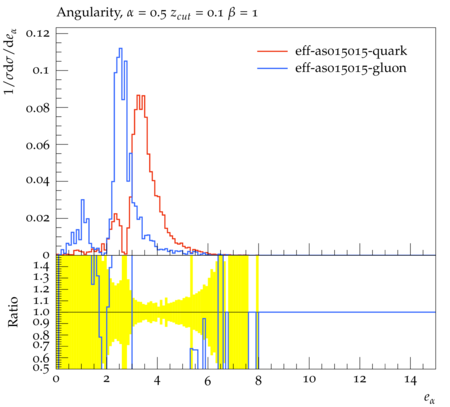 Angularity, α = 0.5 z_cut = 0.1 β = 1
1/σdσ/de_α
0.12
0.1
0.08
0.06
0.04
0.02
0
eff-as015015-quark
eff-as015015-gluon
Ratio
1.4
1.3
1.2
1.1
1.0
0.9
0.8
0.7
0.6
0.5
0 2 4 6 8 10 12 14
e_α